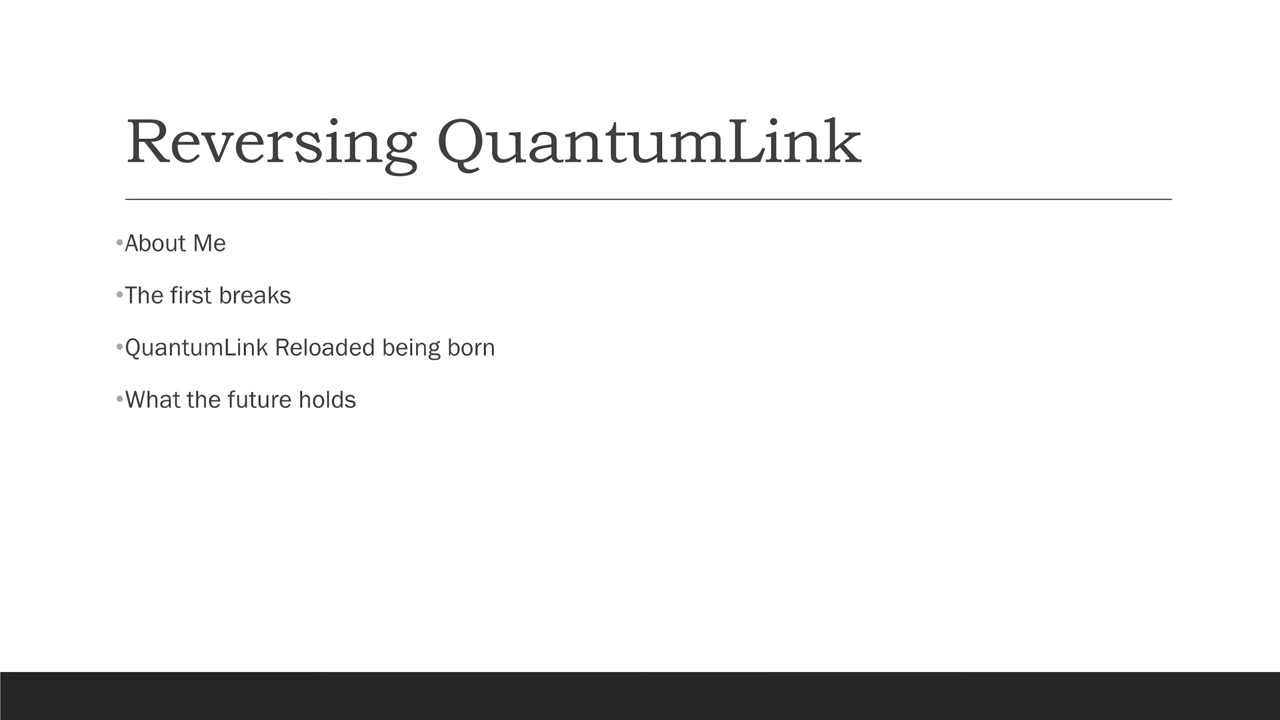 Reversing QuantumLink
•About Me
•The first breaks
•QuantumLink Reloaded being born
•What the future holds